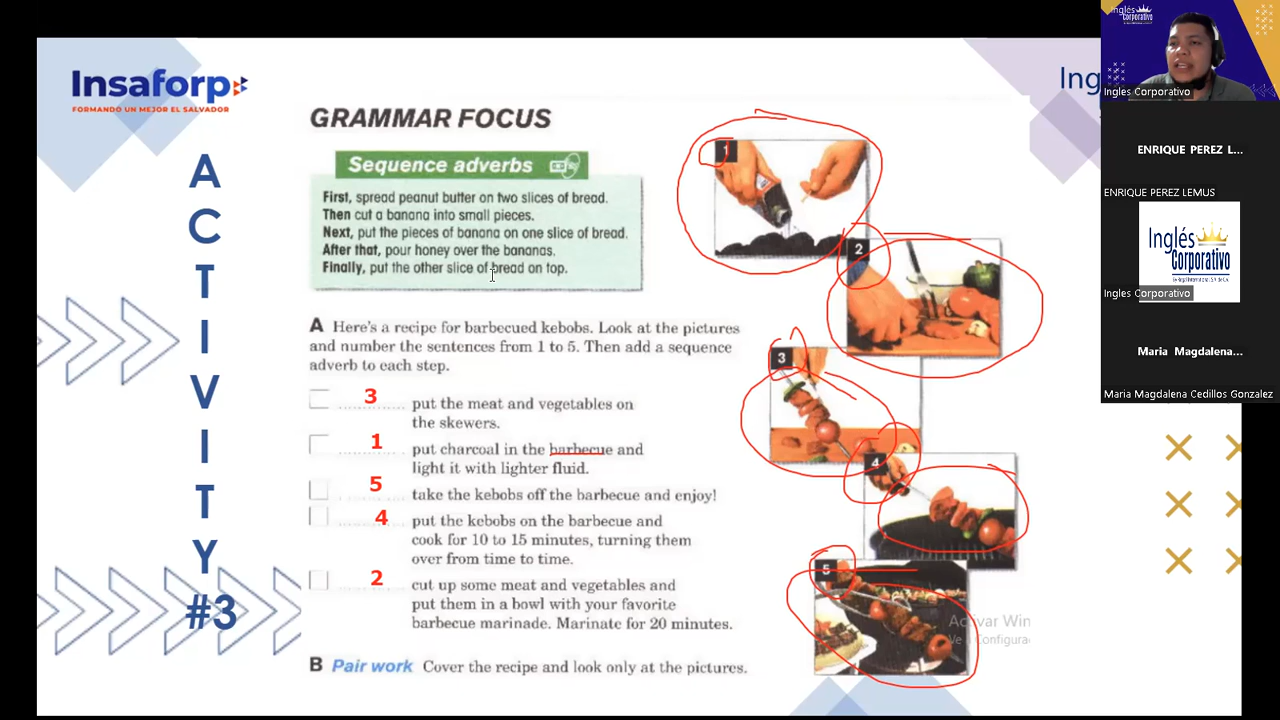 Insaforp
FORMANDO UN MEJOR EL SALVADOR
ACTIVITY
#3
GRAMMAR FOCUS
Sequence adverbs
First, spread peanut butter on two slices of bread.
Then cut a banana into small pieces.
Next, put the pieces of banana on one slice of bread.
After that, pour honey over the bananas.
Finally, put the other slice of bread on top.
A Here's a recipe for barbecued kebobs. Look at the pictures
and number the sentences from 1 to 5. Then add a sequence
adverb to each step.
3 put the meat and vegetables on
the skewers.
1 put charcoal in the barbecue and
light it with lighter fluid.
5 take the kebobs off the barbecue and enjoy!
4 put the kebobs on the barbecue and
cook for 10 to 15 minutes, turning them
over from time to time.
2 cut up some meat and vegetables and
put them in a bowl with your favorite
barbecue marinade. Marinate for 20 minutes.
B Pair work Cover the recipe and look only at the pictures.
1
2
3
4
5
Activar Win
Ve a Configura
Ing
Inglés
Corporativo
Ingles Corporativo
ENRIQUE PEREZ L...
ENRIQUE PEREZ LEMUS
Inglés
Corporativo
Ingles Corporativo
Maria Magdalena...
Maria Magdalena Cedillos Gonzalez